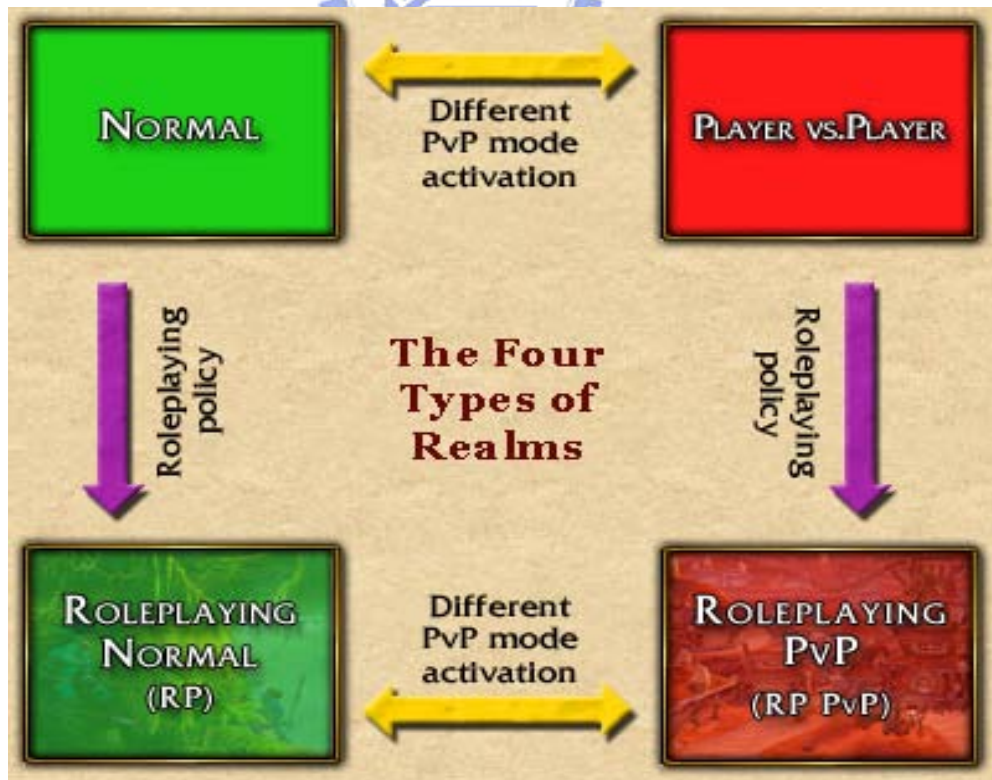 NORMAL
Different
PvP mode
activation
PLAYER VS.PLAYER
Roleplaying
policy
The Four
Types of
Realms
Roleplaying
policy
ROLEPLAYING
NORMAL
(RP)
Different
PvP mode
activation
ROLEPLAYING
PVP
(RP PVP)